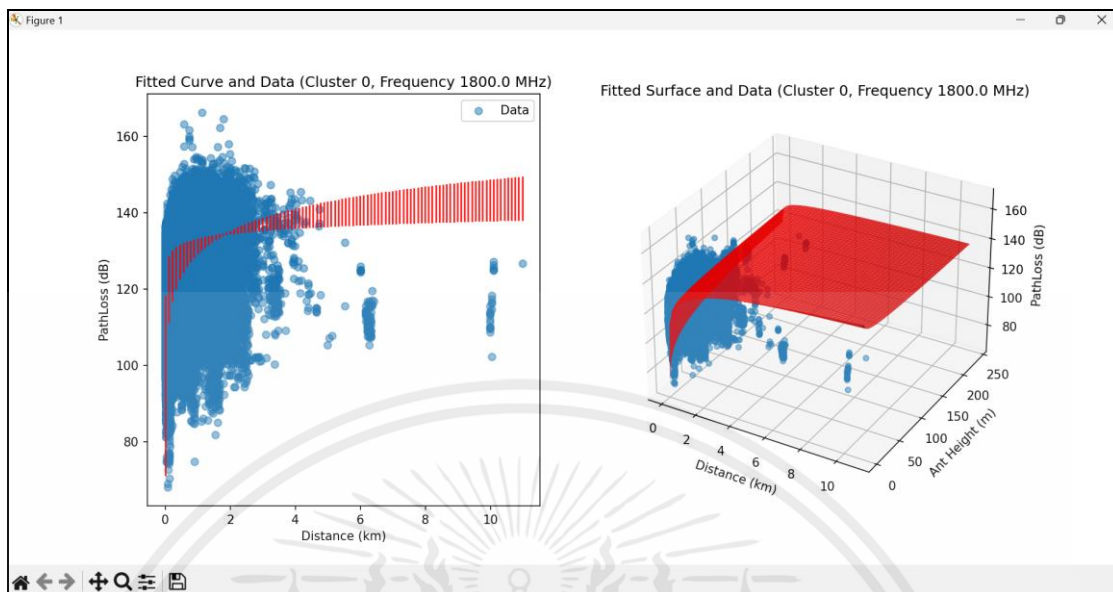 Figure 1
Fitted Curve and Data (Cluster 0, Frequency 1800.0 MHz)
Data
160
140
120
100
80
PathLoss (dB)
0 2 4 6 8 10
Distance (km)
Fitted Surface and Data (Cluster 0, Frequency 1800.0 MHz)
160
140
120
100
80
PathLoss (dB)
250
200
150
100
50
0
Ant Height (m)
0 2 4 6 8 10
Distance (km)